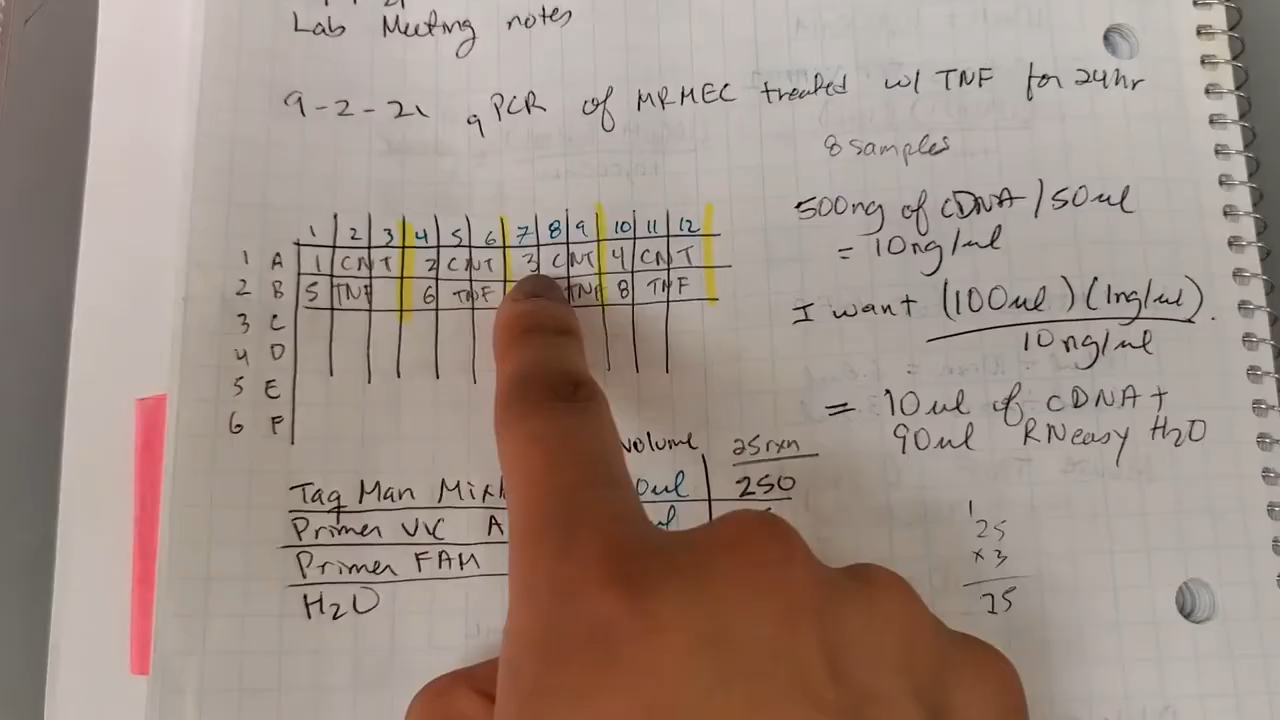 Lab Meeting notes
9-2-21 qPCR of MRMEC treated w/ TNF for 24hr
8 samples
500ng of cDNA/50ul
= 10ng/ul
I want (100ul)(1ng/ul)
10ng/ul
= 10ul of cDNA +
90ul RNeasy H2O
1 2 3 4 5 6 7 8 9 10 11 12
1 A 1 CNT 2 CNT 3 CNT 4 CNT
2 B 5 TNF 6 TNF TNF 8 TNF
3 C
4 D
5 E
6 F
volume 25rxn
Taq Man 250
Primer VIC A
Primer FAM
H2O
1
25
x 3
75